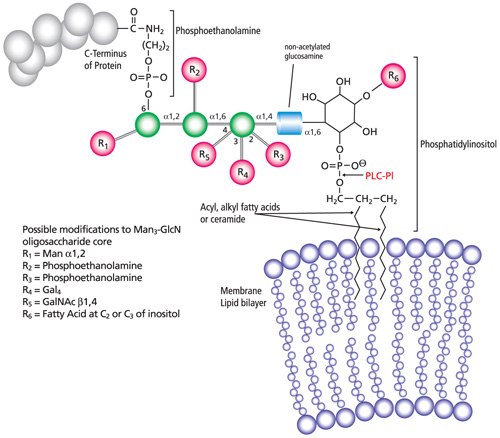 Phosphoethanolamine
O
C
NH₂
C-Terminus
of Protein
(CH₂)₂
O
O P O
O
non-acetylated
glucosamine
R₂
R₆
OH
OH
O
6
α1,2
α1,6
α1,4
α1,6
4
3
2
HO
OH
O
R₁
R₅
R₄
R₃
Phosphatidylinositol
O P O⊖
O
PLC-PI
H₂C—CH₂—CH₂
Acyl, alkyl fatty acids
or ceramide
Possible modifications to Man₃-GlcN
oligosaccharide core
R₁ = Man α1,2
R₂ = Phosphoethanolamine
R₃ = Phosphoethanolamine
R₄ = Gal₄
R₅ = GalNAc β1,4
R₆ = Fatty Acid at C₂ or C₃ of inositol
Membrane
Lipid bilayer